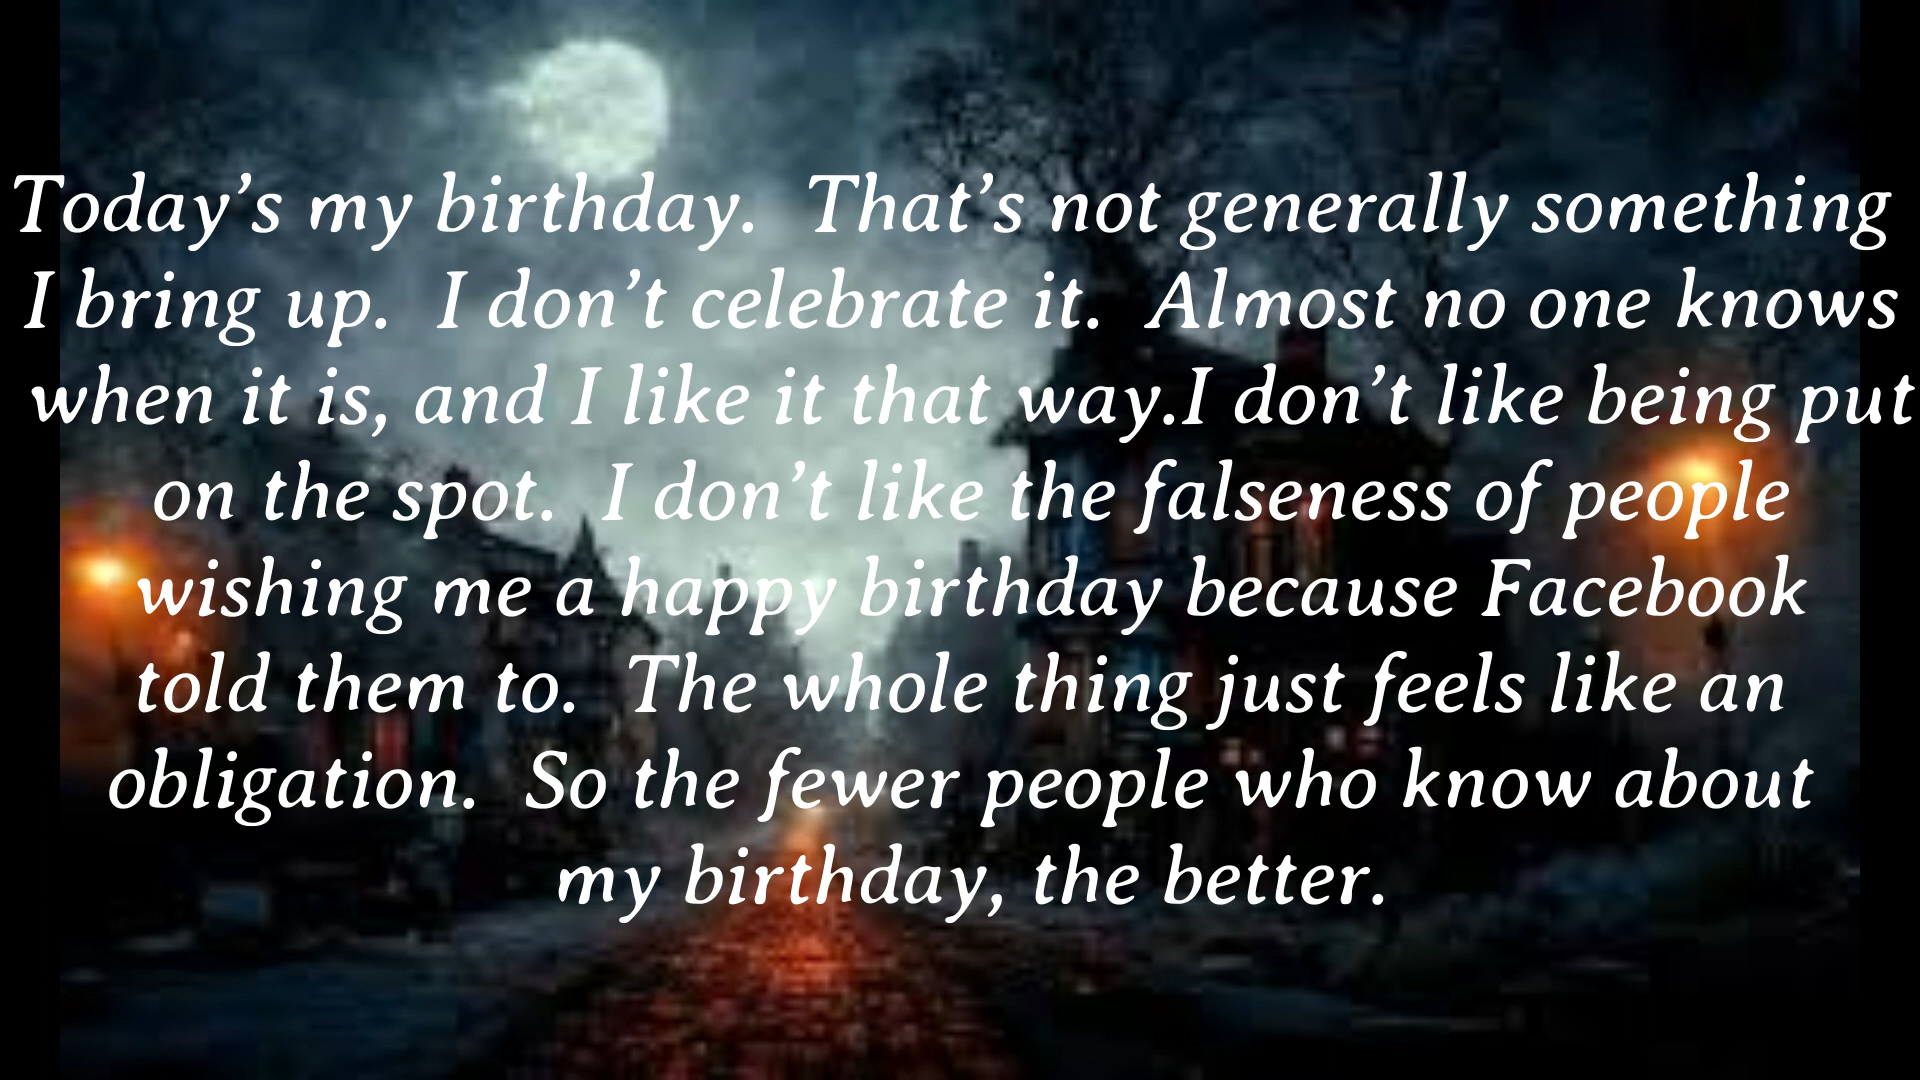 Today’s my birthday.  That’s not generally something
I bring up.  I don’t celebrate it.  Almost no one knows
when it is, and I like it that way.I don’t like being put
on the spot.  I don’t like the falseness of people
wishing me a happy birthday because Facebook
told them to.  The whole thing just feels like an
obligation.  So the fewer people who know about
my birthday, the better.